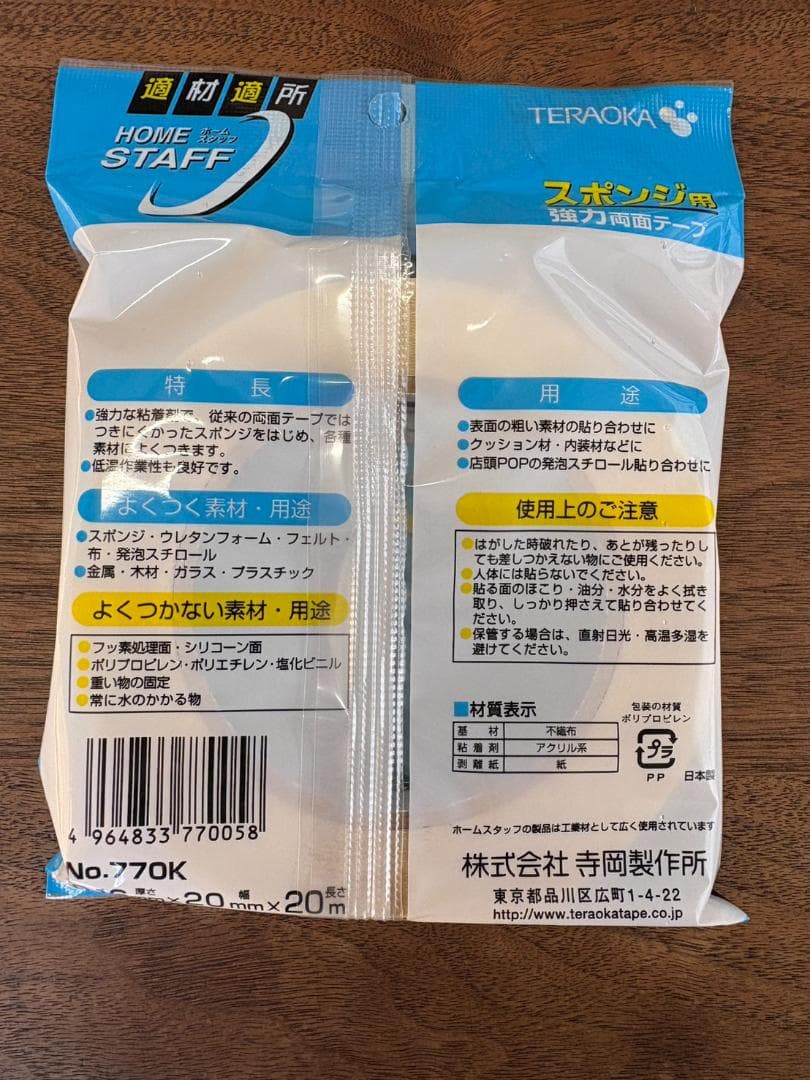 適材適所
HOME ホーム
STAFF スタッフ
TERAOKA
スポンジ用
強力両面テープ
特長
●強力な粘着剤で、従来の両面テープでは
つきにくかったスポンジをはじめ、各種
素材によくつきます。
●低温作業性も良好です。
よくつく素材・用途
●スポンジ・ウレタンフォーム・フェルト・
布・発泡スチロール
●金属・木材・ガラス・プラスチック
よくつかない素材・用途
●フッ素処理面・シリコーン面
●ポリプロピレン・ポリエチレン・塩化ビニル
●重い物の固定
●常に水のかかる物
4 964833 770058
No.770K
厚さ 幅 長さ
mm×20mm×20m
用途
●表面の粗い素材の貼り合わせに
●クッション材・内装材などに
●店頭POPの発泡スチロール貼り合わせに
使用上のご注意
●はがした時破れたり、あとが残ったりし
ても差しつかえない物にご使用ください。
●人体には貼らないでください。
●貼る面のほこり・油分・水分をよく拭き
取り、しっかり押さえて貼り合わせてく
ださい。
●保管する場合は、直射日光・高温多湿を
避けてください。
■材質表示
基材 不織布
粘着剤 アクリル系
剥離紙 紙
包装の材質
ポリプロピレン
プラ
PP 日本製
ホームスタッフの製品は工業材として広く使用されています
株式会社 寺岡製作所
東京都品川区広町1-4-22
http://www.teraokatape.co.jp